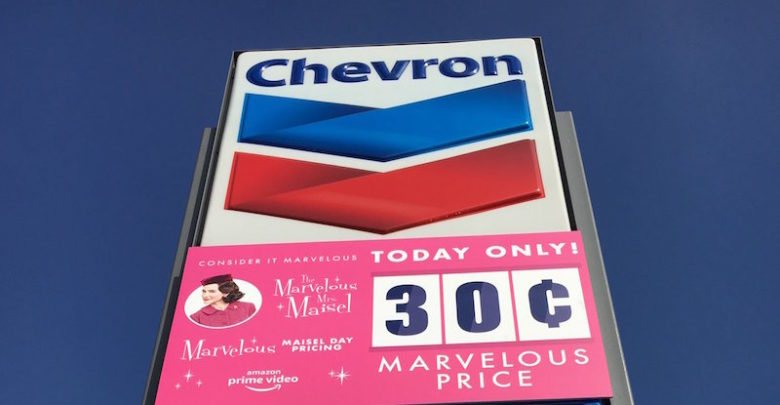 Chevron
CONSIDER IT MARVELOUS
The
Marvelous
Mrs.
Maisel
Marvelous MAISEL DAY
PRICING
amazon
prime video
TODAY ONLY!
30¢
MARVELOUS
PRICE